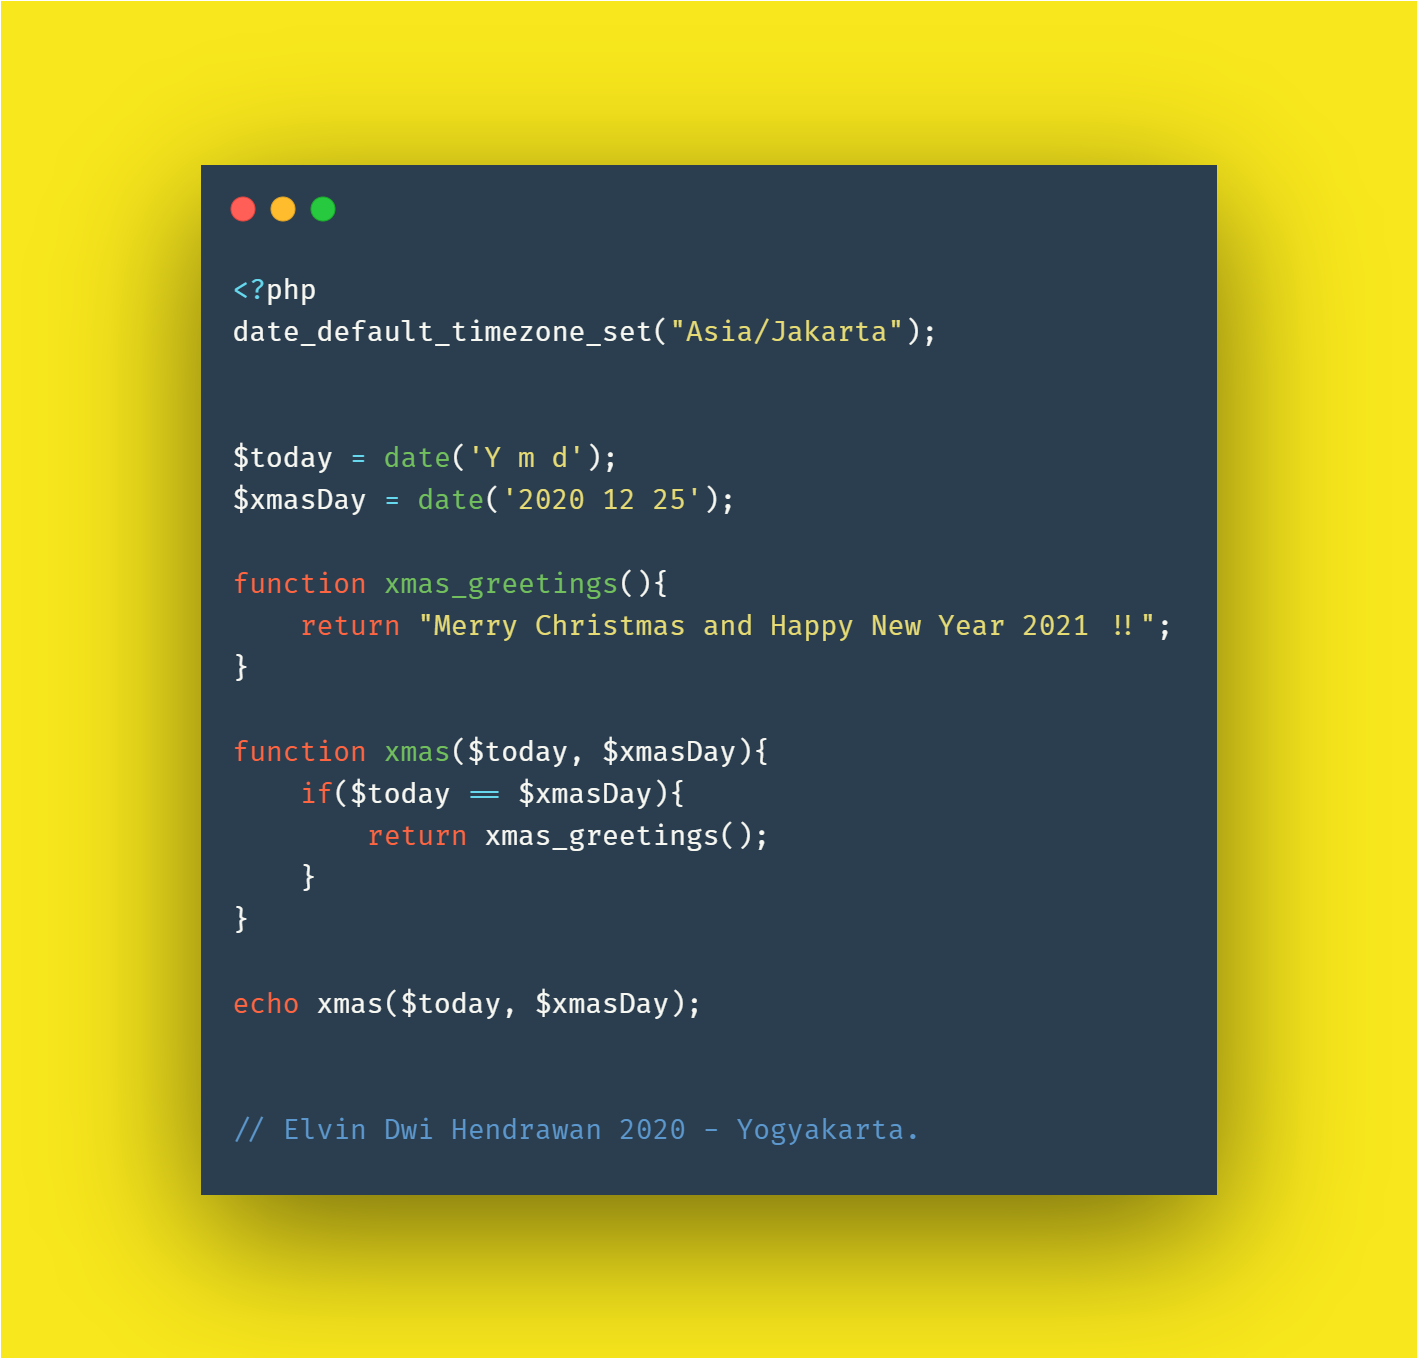 <?php
date_default_timezone_set("Asia/Jakarta");
$today = date('Y m d');
$xmasDay = date('2020 12 25');
function xmas_greetings(){
    return "Merry Christmas and Happy New Year 2021 !!";
}
function xmas($today, $xmasDay){
    if($today == $xmasDay){
        return xmas_greetings();
    }
}
echo xmas($today, $xmasDay);
// Elvin Dwi Hendrawan 2020 - Yogyakarta.